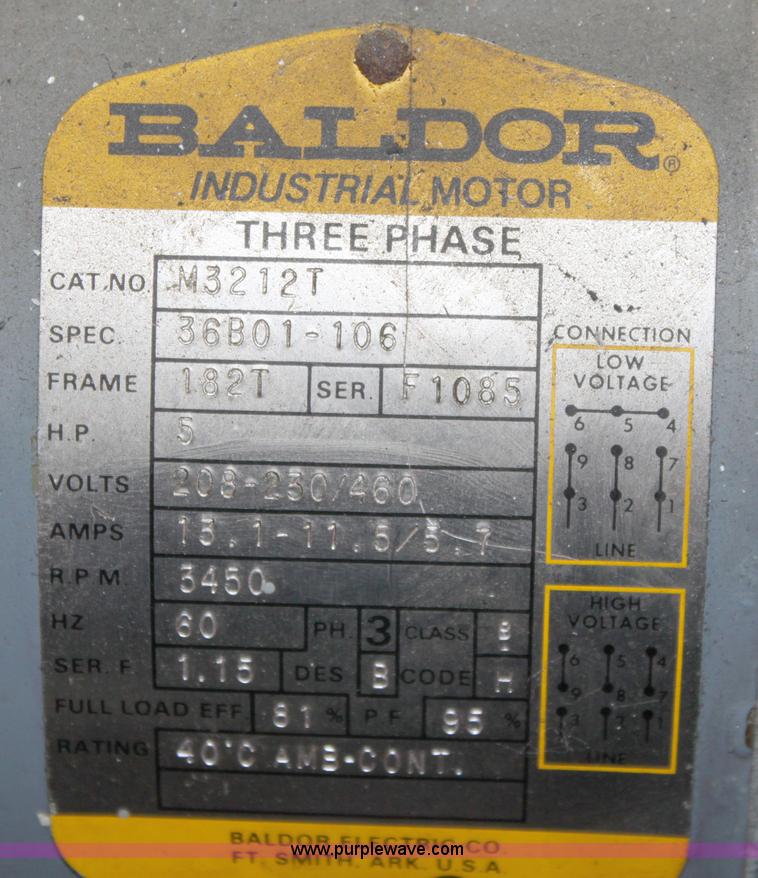 BALDOR®
INDUSTRIAL MOTOR
THREE PHASE
CAT.NO. M3212T
SPEC. 36B01-106
FRAME 182T SER. F1085
H.P. 5
VOLTS 208-230/460
AMPS 13.1-11.5/5.7
R.P.M. 3450
HZ 60 PH. 3 CLASS B
SER. F. 1.15 DES B CODE H
FULL LOAD EFF. 81 % P.F. 95 %
RATING 40°C AMB-CONT.
CONNECTION
LOW
VOLTAGE
6 5 4
9 8 7
3 2 1
LINE
HIGH
VOLTAGE
6 5 4
9 8 7
3 2 1
LINE
BALDOR ELECTRIC CO.
FT. SMITH, ARK. U.S.A.
www.purplewave.com